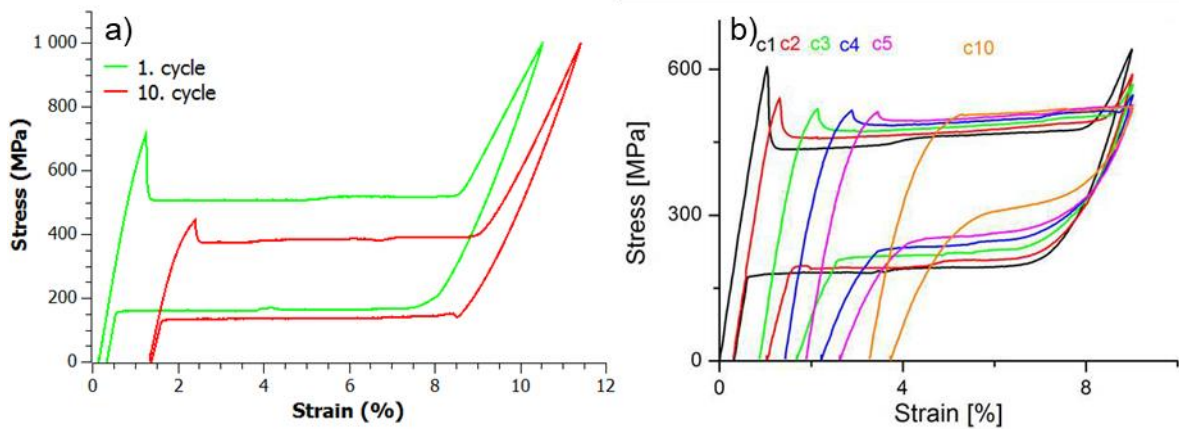 a)
1. cycle
10. cycle
1 000
800
600
400
200
0
Stress (MPa)
0 2 4 6 8 10 12
Strain (%)
b)
c1 c2 c3 c4 c5 c10
600
300
0
Stress [MPa]
0 4 8
Strain [%]